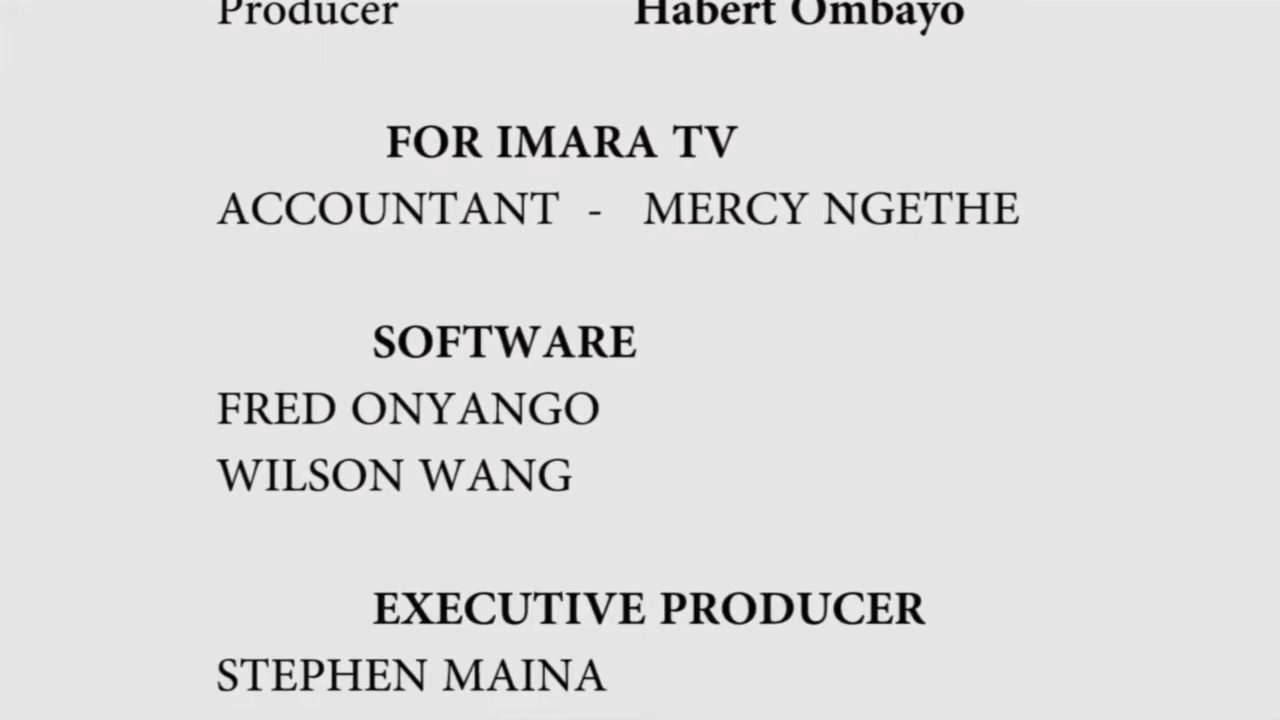 Producer Habert Ombayo
FOR IMARA TV
ACCOUNTANT - MERCY NGETHE
SOFTWARE
FRED ONYANGO
WILSON WANG
EXECUTIVE PRODUCER
STEPHEN MAINA